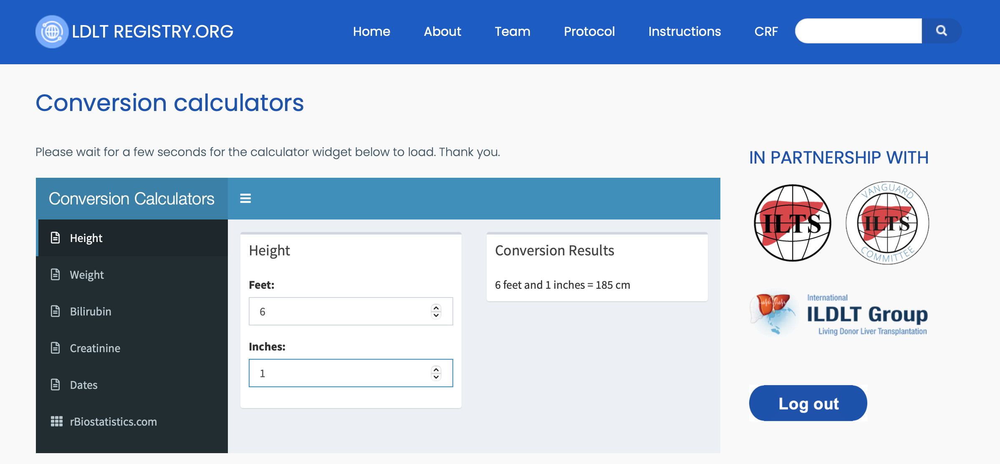 LDLT REGISTRY.ORG
Home
About
Team
Protocol
Instructions
CRF
Conversion calculators
Please wait for a few seconds for the calculator widget below to load. Thank you.
Conversion Calculators
Height
Weight
Bilirubin
Creatinine
Dates
rBiostatistics.com
Height
Feet:
6
Inches:
1
Conversion Results
6 feet and 1 inches = 185 cm
IN PARTNERSHIP WITH
ILTS
VANGUARD
ILTS
COMMITTEE
International
ILDLT Group
Living Donor Liver Transplantation
Log out